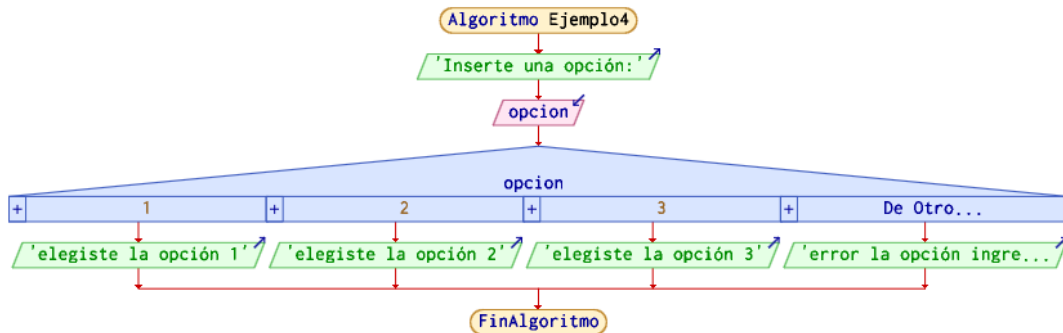 Algoritmo Ejemplo4
'Inserte una opción:'
opcion
opcion
+ 1 + 2 + 3 + De Otro...
'elegiste la opción 1' 'elegiste la opción 2' 'elegiste la opción 3' 'error la opción ingre...
FinAlgoritmo